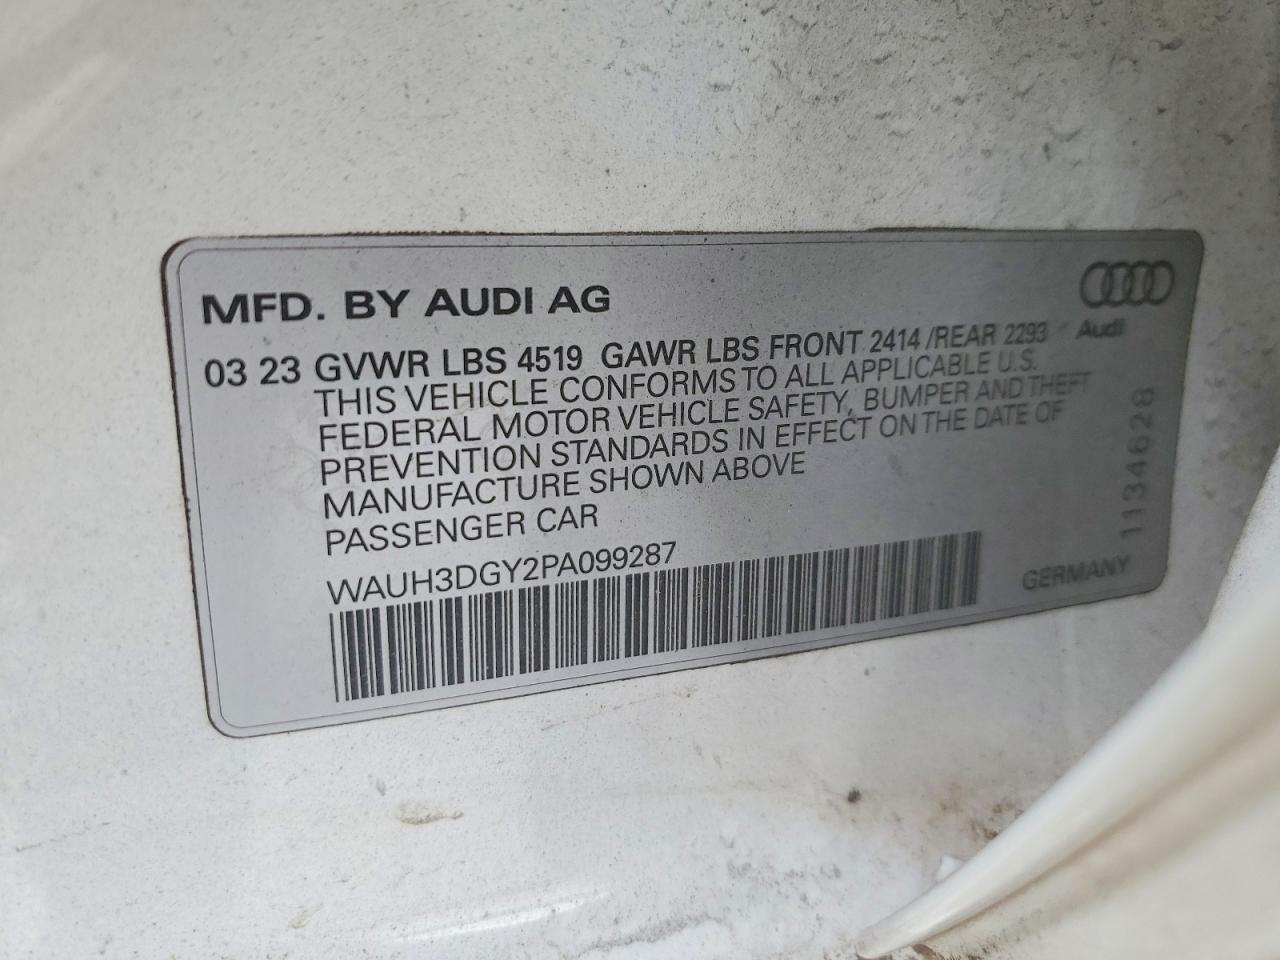 MFD. BY AUDI AG
Audi
03 23 GVWR LBS 4519 GAWR LBS FRONT 2414 /REAR 2293
THIS VEHICLE CONFORMS TO ALL APPLICABLE U.S.
FEDERAL MOTOR VEHICLE SAFETY, BUMPER AND THEFT
PREVENTION STANDARDS IN EFFECT ON THE DATE OF
MANUFACTURE SHOWN ABOVE
PASSENGER CAR
WAUH3DGY2PA099287
GERMANY
1134628